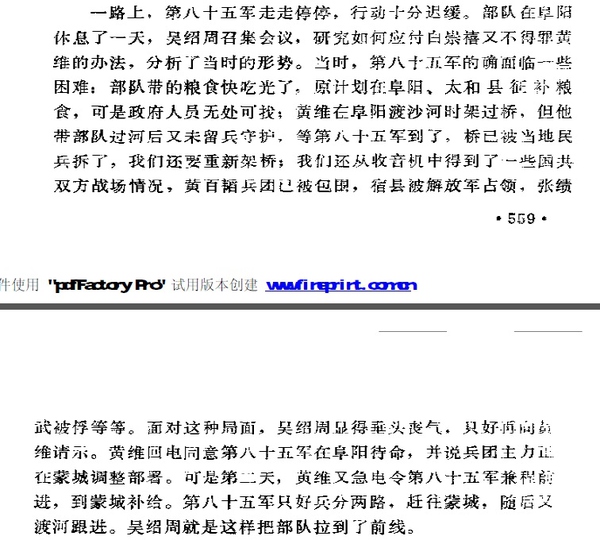 一路上，第八十五军走走停停，行动十分迟缓。部队在阜阳
休息了一天，吴绍周召集会议，研究如何应付白崇禧又不得罪黄
维的办法，分析了当时的形势。当时，第八十五军的确面临一些
困难：部队带的粮食快吃光了，原计划在阜阳、太和县征补粮
食，可是政府人员无处可找；黄维在阜阳渡沙河时架过桥，但他
带部队过河后又未留兵守护，等第八十五军到了，桥已被当地民
兵拆了，我们还要重新架桥；我们还从收音机中得到了一些国共
双方战场情况，黄百韬兵团已被包围，宿县被解放军占领，张绩
·559·
件使用 "pdfFactory Pro" 试用版本创建 www.fineprint.com.cn
武被俘等等。面对这种局面，吴绍周显得垂头丧气，只好再向黄
维请示。黄维回电同意第八十五军在阜阳待命，并说兵团主力正
在蒙城调整部署。可是第二天，黄维又急电令第八十五军兼程前
进，到蒙城补给。第八十五军只好兵分两路，赶往蒙城，随后又
渡河跟进。吴绍周就是这样把部队拉到了前线。